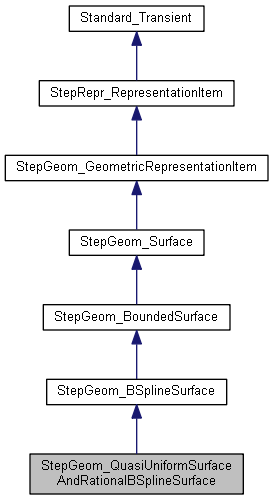 Standard_Transient
StepRepr_RepresentationItem
StepGeom_GeometricRepresentationItem
StepGeom_Surface
StepGeom_BoundedSurface
StepGeom_BSplineSurface
StepGeom_QuasiUniformSurface
AndRationalBSplineSurface